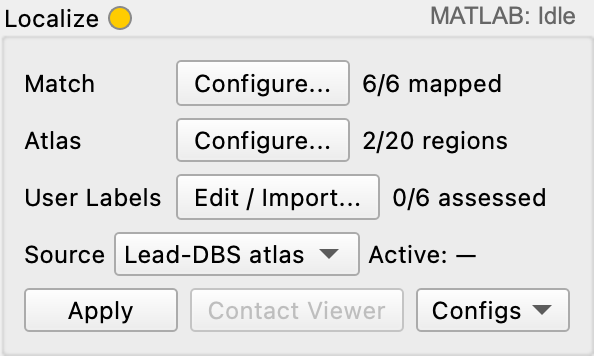 Localize MATLAB: Idle
Match Configure... 6/6 mapped
Atlas Configure... 2/20 regions
User Labels Edit / Import... 0/6 assessed
Source Lead-DBS atlas Active: —
Apply Contact Viewer Configs